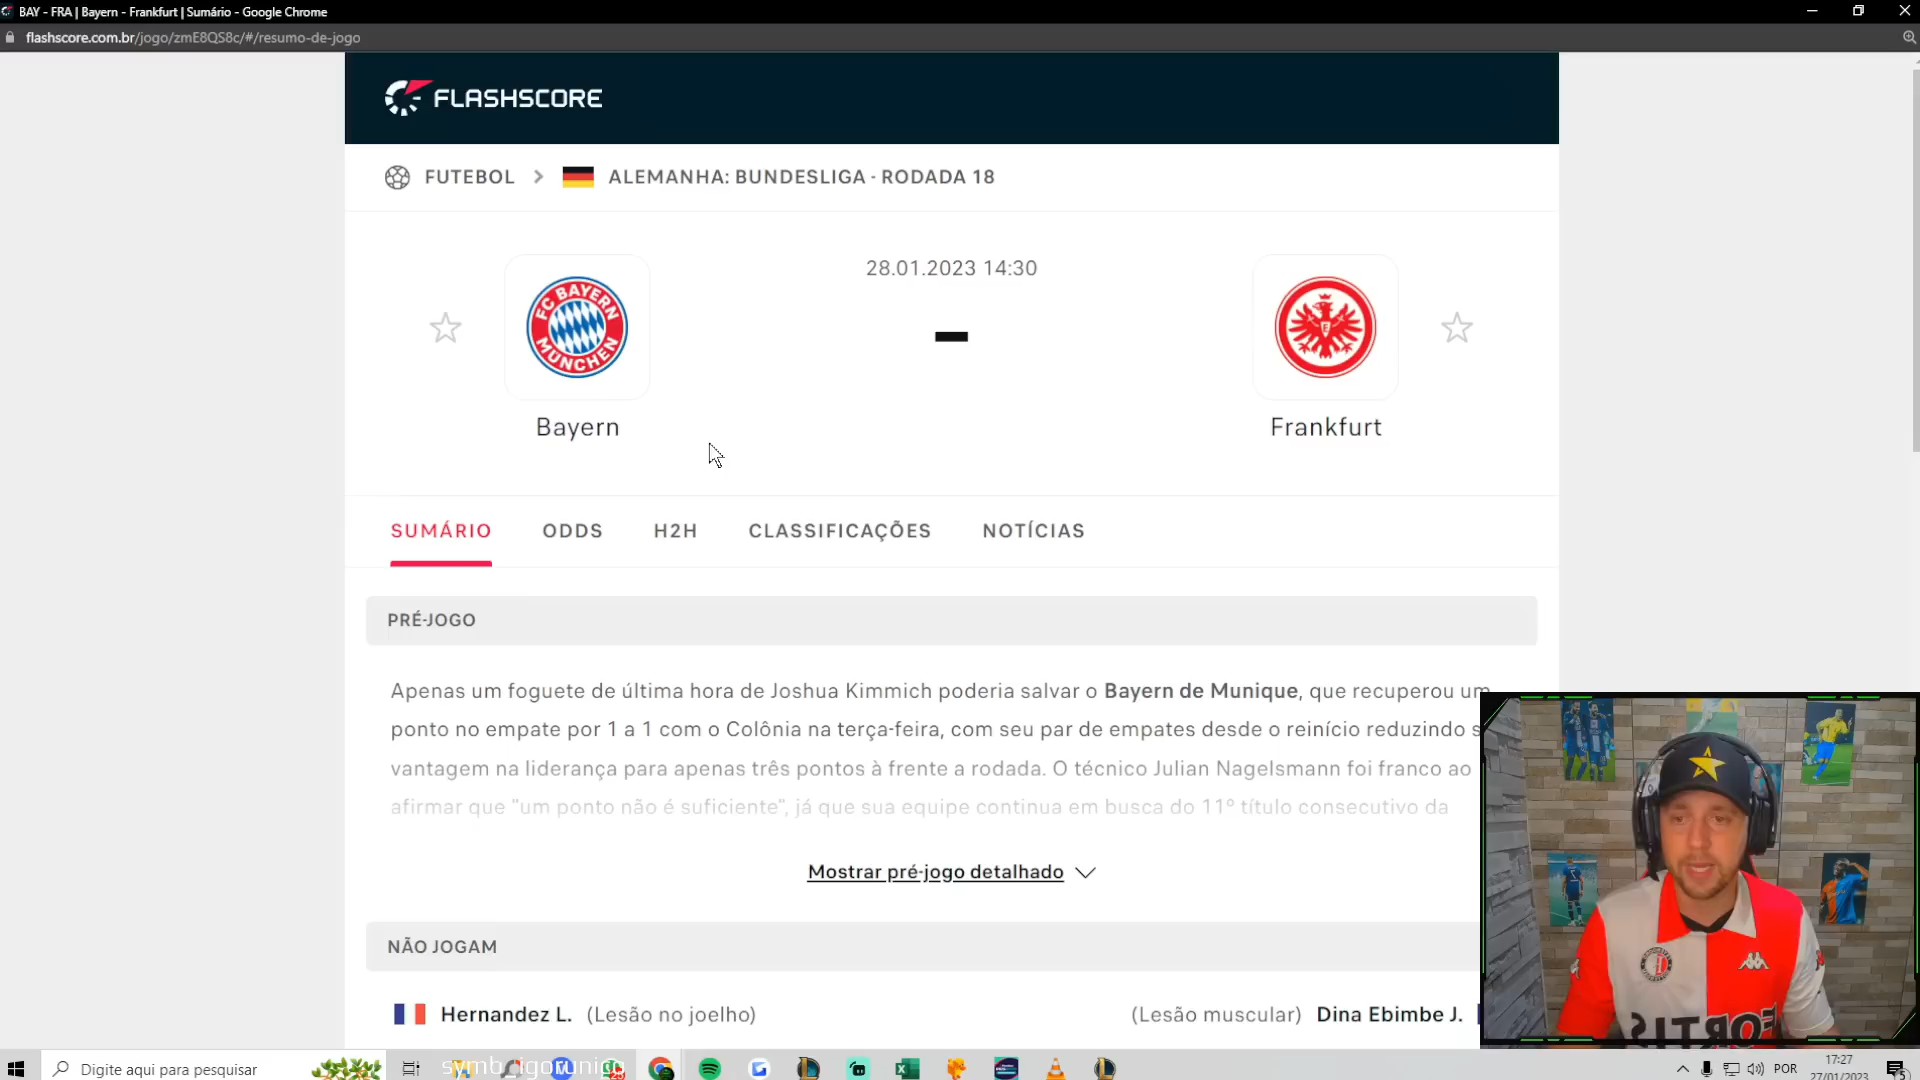 BAY - FRA | Bayern - Frankfurt | Sumário - Google Chrome
flashscore.com.br/jogo/zmE8QS8c/#/resumo-de-jogo
FLASHSCORE
FUTEBOL > ALEMANHA: BUNDESLIGA - RODADA 18
28.01.2023 14:30
FC BAYERN
MÜNCHEN
Bayern
Frankfurt
SUMÁRIO ODDS H2H CLASSIFICAÇÕES NOTÍCIAS
PRÉ-JOGO
Apenas um foguete de última hora de Joshua Kimmich poderia salvar o Bayern de Munique, que recuperou um
ponto no empate por 1 a 1 com o Colônia na terça-feira, com seu par de empates desde o reinício reduzindo s
vantagem na liderança para apenas três pontos à frente a rodada. O técnico Julian Nagelsmann foi franco ao
afirmar que "um ponto não é suficiente", já que sua equipe continua em busca do 11º título consecutivo da
Mostrar pré-jogo detalhado
NÃO JOGAM
Hernandez L. (Lesão no joelho)
(Lesão muscular) Dina Ebimbe J.
Digite aqui para pesquisar
POR
17:27
27/01/2023